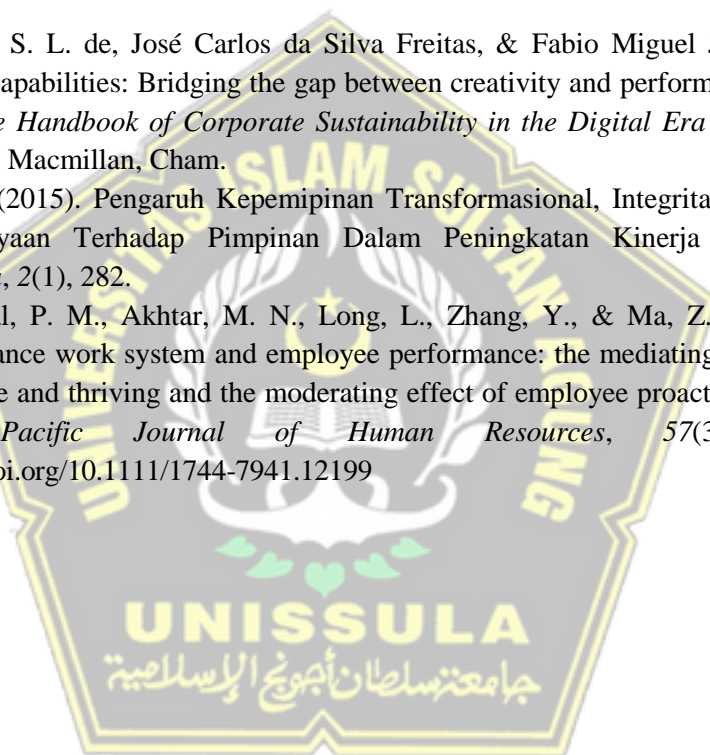 S. L. de, José Carlos da Silva Freitas, & Fabio Miguel
apabilities: Bridging the gap between creativity and perform
e Handbook of Corporate Sustainability in the Digital Era
Macmillan, Cham.
(2015). Pengaruh Kepemipinan Transformasional, Integrita
yaan Terhadap Pimpinan Dalam Peningkatan Kinerja
, 2(1), 282.
l, P. M., Akhtar, M. N., Long, L., Zhang, Y., & Ma, Z.
ance work system and employee performance: the mediating
e and thriving and the moderating effect of employee proact
Pacific Journal of Human Resources, 57(3
oi.org/10.1111/1744-7941.12199
UNIVERSITAS ISLAM SULTAN AGUNG
UNISSULA
جامعة سلطان أجونج الإسلامية